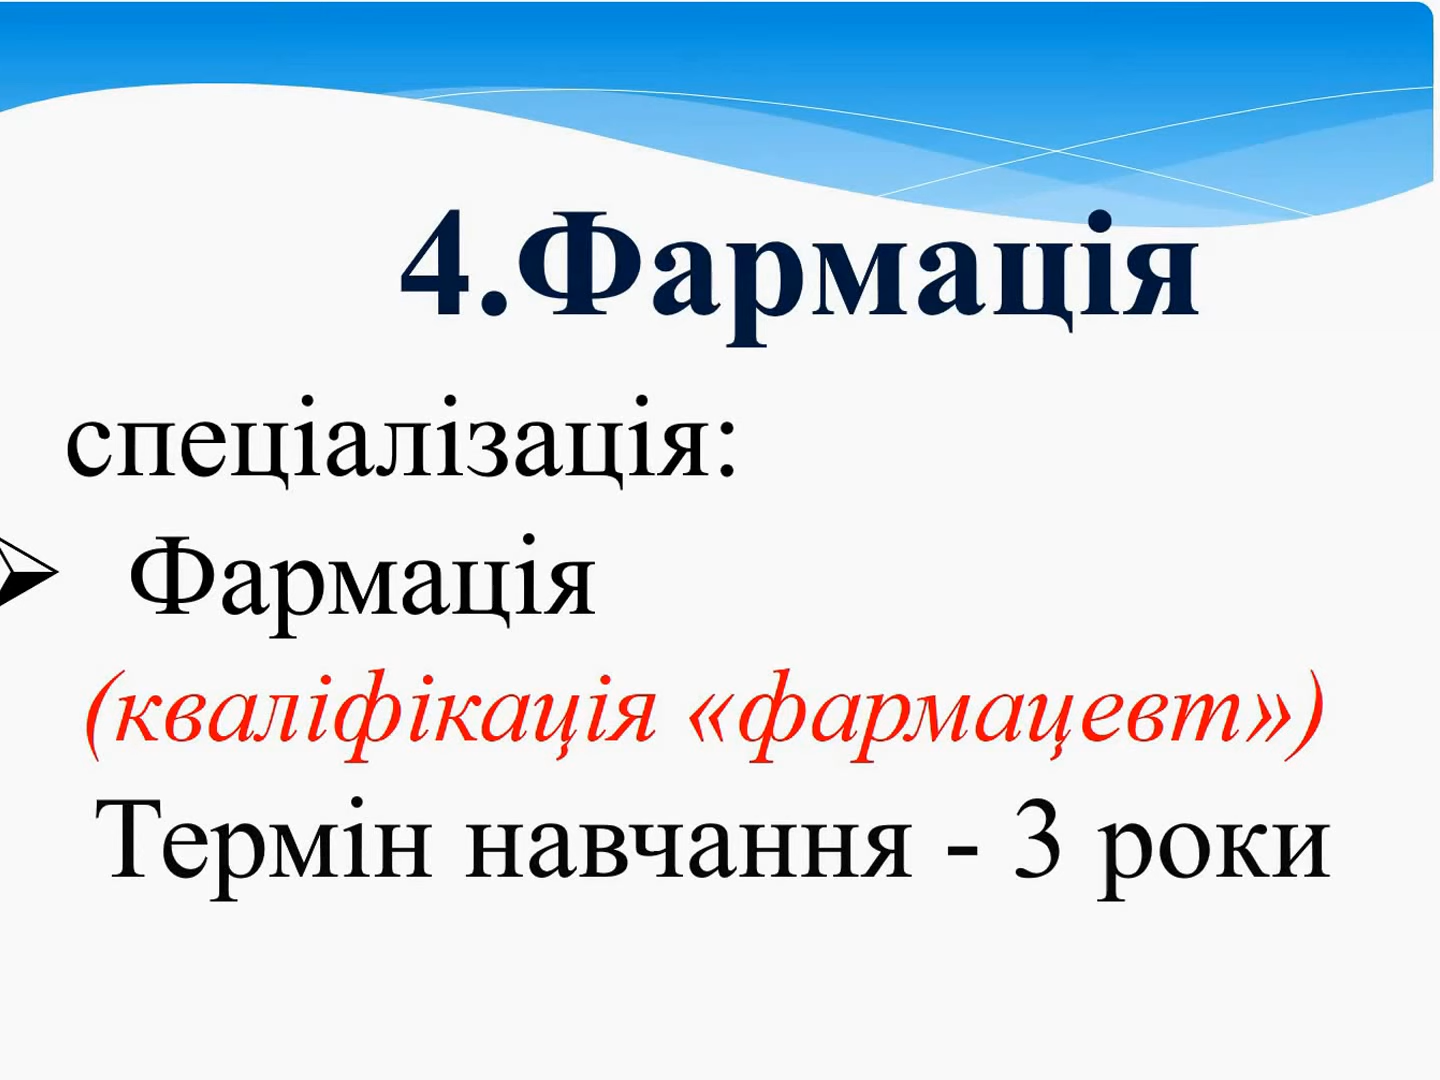 4.Фармація
спеціалізація:
Фармація
(кваліфікація «фармацевт»)
Термін навчання - 3 роки